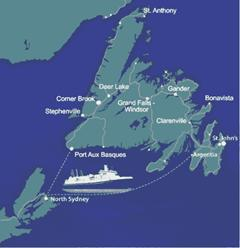 St. Anthony
Deer Lake
Corner Brook
Gander
Grand Falls -
Windsor
Bonavista
Stephenville
Clarenville
St. John's
Port Aux Basques
Argentia
North Sydney